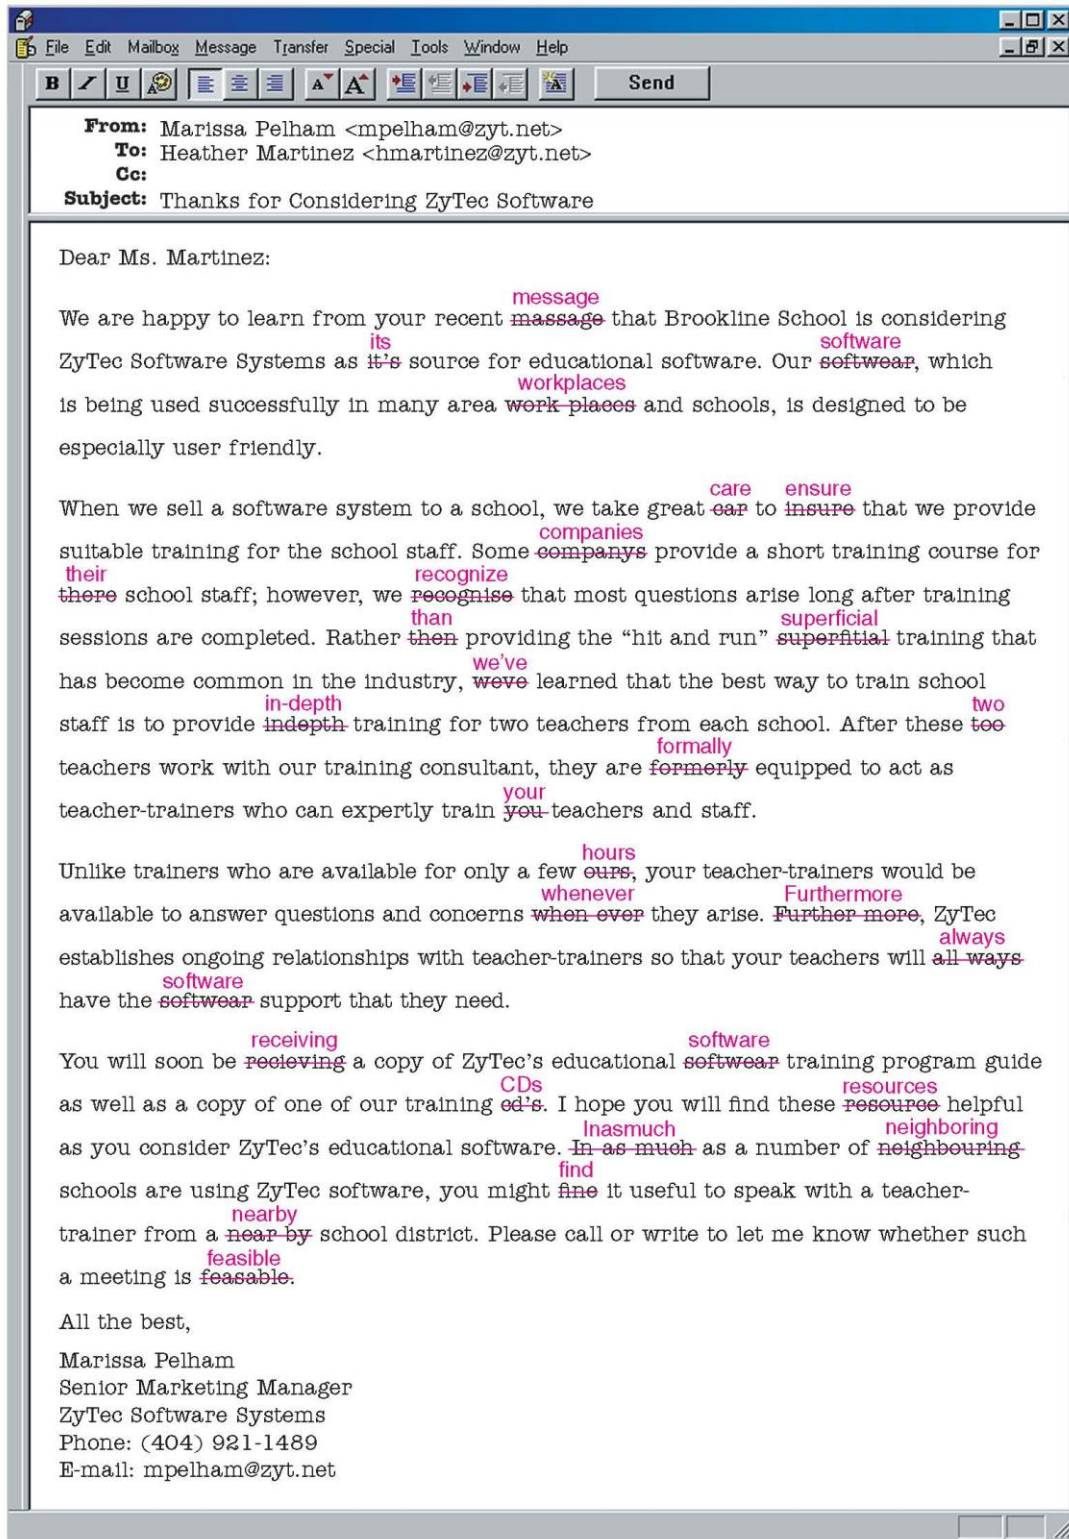 File Edit Mailbox Message Transfer Special Tools Window Help
B I U A A A A Send
From: Marissa Pelham <mpelham@zyt.net>
To: Heather Martinez <hmartinez@zyt.net>
Cc:
Subject: Thanks for Considering ZyTec Software
Dear Ms. Martinez:
message
We are happy to learn from your recent massage that Brookline School is considering
its software
ZyTec Software Systems as it's source for educational software. Our softwear, which
workplaces
is being used successfully in many area work places and schools, is designed to be
especially user friendly.
care ensure
When we sell a software system to a school, we take great car to insure that we provide
companies
suitable training for the school staff. Some companys provide a short training course for
their recognize
there school staff; however, we recognise that most questions arise long after training
than superficial
sessions are completed. Rather then providing the “hit and run” superfitial training that
we've
has become common in the industry, weve learned that the best way to train school
in-depth two
staff is to provide indepth training for two teachers from each school. After these too
formally
teachers work with our training consultant, they are formerly equipped to act as
your
teacher-trainers who can expertly train you teachers and staff.
hours
Unlike trainers who are available for only a few ours, your teacher-trainers would be
whenever Furthermore
available to answer questions and concerns when ever they arise. Further more, ZyTec
always
establishes ongoing relationships with teacher-trainers so that your teachers will all ways
software
have the softwear support that they need.
receiving software
You will soon be recieving a copy of ZyTec's educational softwear training program guide
CDs resources
as well as a copy of one of our training cd's. I hope you will find these resource helpful
Inasmuch neighboring
as you consider ZyTec's educational software. In as much as a number of neighbouring
find
schools are using ZyTec software, you might fine it useful to speak with a teacher-
nearby
trainer from a near by school district. Please call or write to let me know whether such
feasible
a meeting is feasable.
All the best,
Marissa Pelham
Senior Marketing Manager
ZyTec Software Systems
Phone: (404) 921-1489
E-mail: mpelham@zyt.net